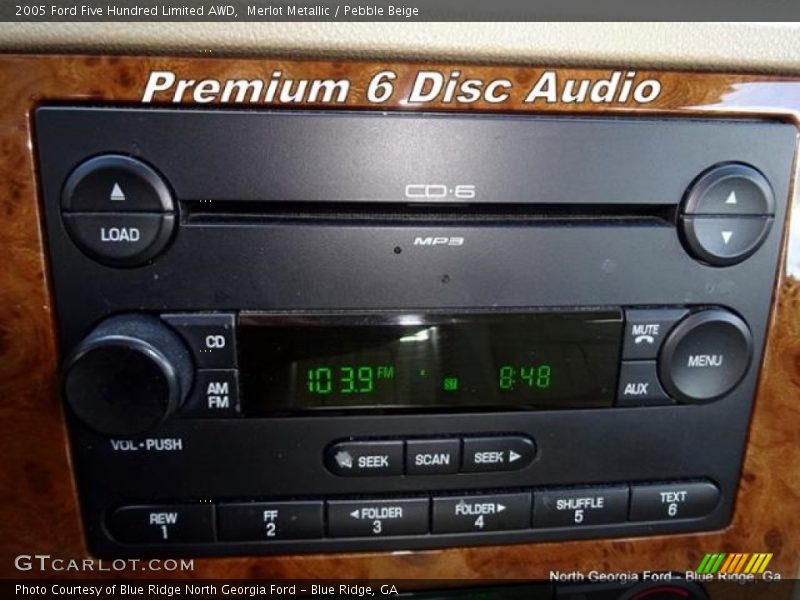 2005 Ford Five Hundred Limited AWD,  Merlot Metallic / Pebble Beige
Premium 6 Disc Audio
CD·6
LOAD
MP3
CD
MUTE
MENU
AM FM
103.9 FM
8:48
AUX
VOL · PUSH
SEEK
SCAN
SEEK
REW 1
FF 2
FOLDER 3
FOLDER 4
SHUFFLE 5
TEXT 6
GTCARLOT.COM
North Georgia Ford - Blue Ridge, Ga
Photo Courtesy of Blue Ridge North Georgia Ford - Blue Ridge, GA